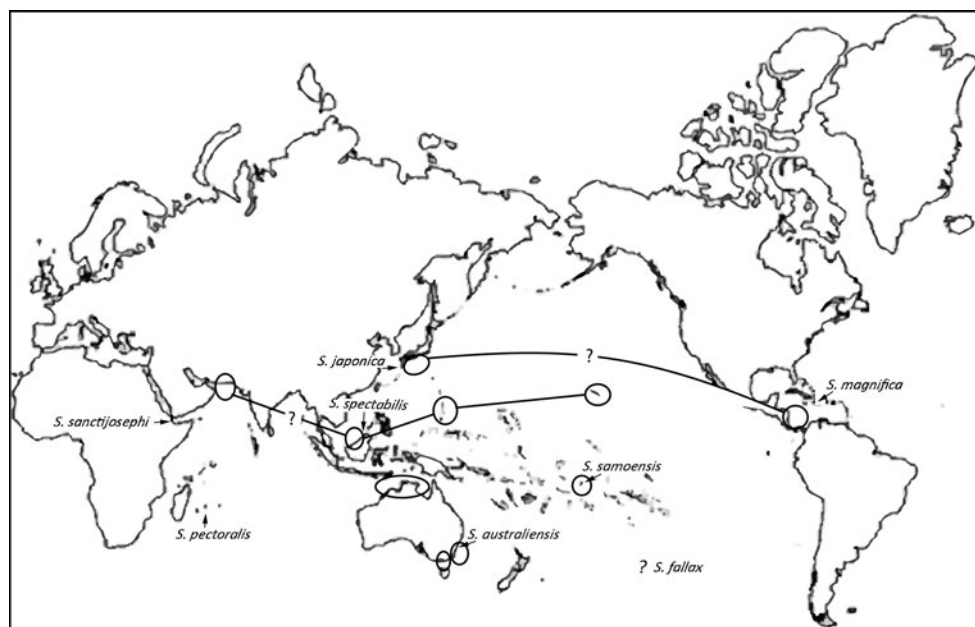 S. japonica
?
S. magnifica
S. spectabilis
S. sanctijosephi
?
S. samoensis
S. pectoralis
S. australiensis
? S. fallax